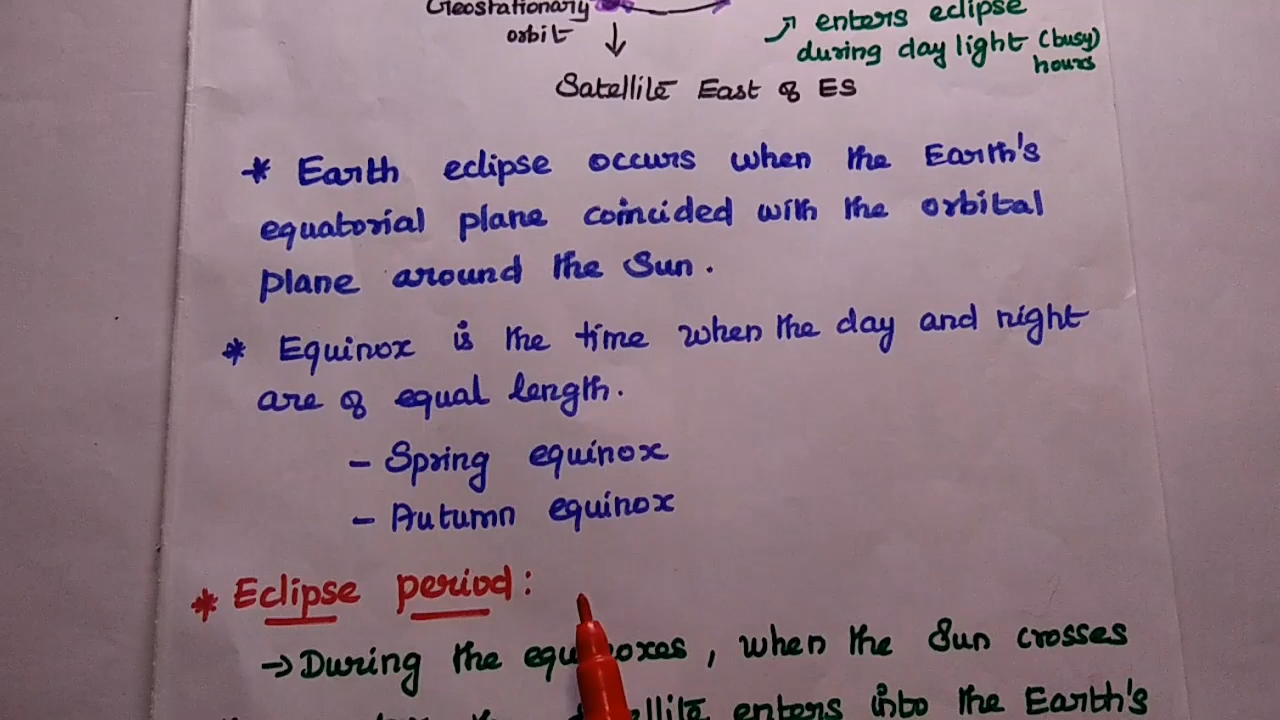 Geostationary
orbit
enters eclipse
during day light (busy)
hours
Satellite East of ES
* Earth eclipse occurs when the Earth's
equatorial plane coincided with the orbital
plane around the Sun.
* Equinox is the time when the day and night
are of equal length.
- Spring equinox
- Autumn equinox
* Eclipse period:
→ During the equinoxes, when the Sun crosses
enters into the Earth's